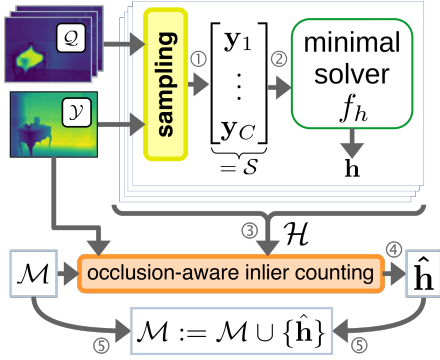 𝒬
𝒴
sampling
①
𝐲₁
⋮
𝐲_C
= 𝒮
②
minimal
solver
f_h
𝐡
③
ℋ
ℳ
occlusion-aware inlier counting
④
𝐡̂
⑤
ℳ := ℳ ∪ {𝐡̂}
⑤